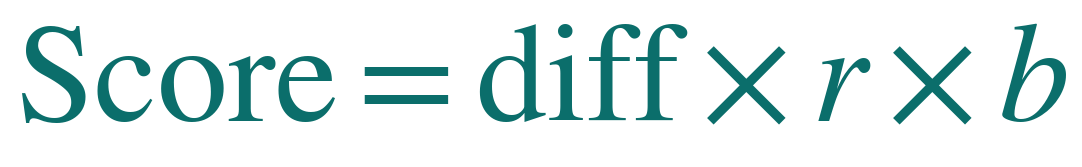 Score = diff × r × b